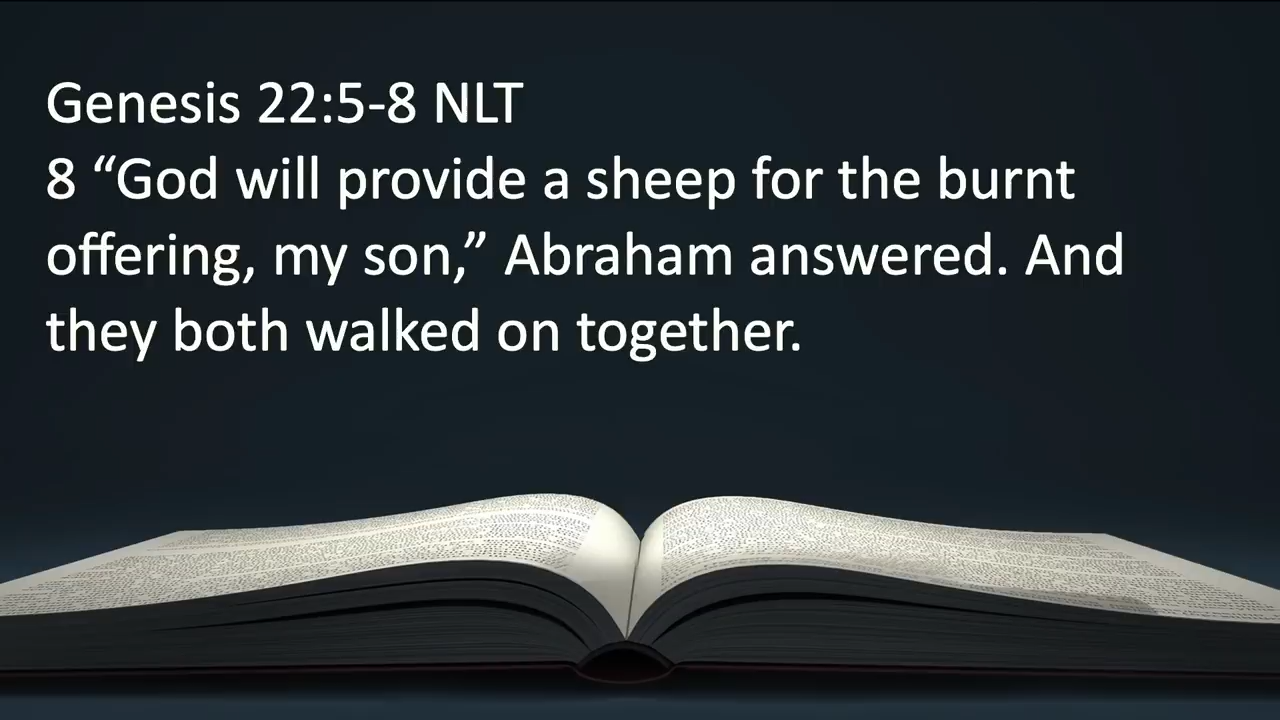 Genesis 22:5-8 NLT
8 “God will provide a sheep for the burnt
offering, my son,” Abraham answered. And
they both walked on together.